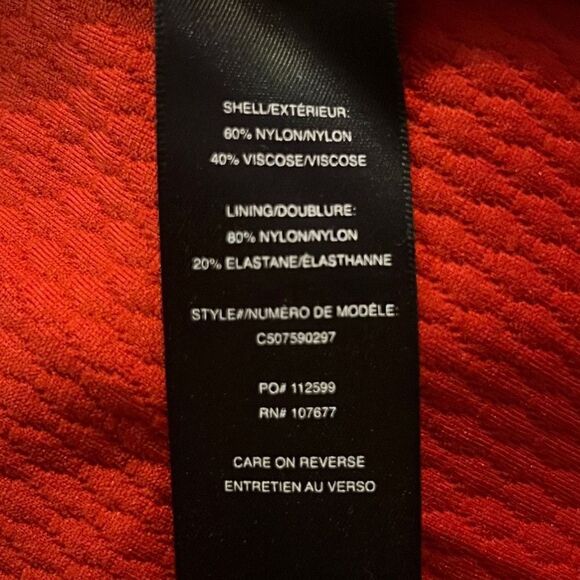 SHELL/EXTÉRIEUR:
60% NYLON/NYLON
40% VISCOSE/VISCOSE
LINING/DOUBLURE:
80% NYLON/NYLON
20% ELASTANE/ÉLASTHANNE
STYLE#/NUMÉRO DE MODÈLE:
C507590297
PO# 112599
RN# 107677
CARE ON REVERSE
ENTRETIEN AU VERSO